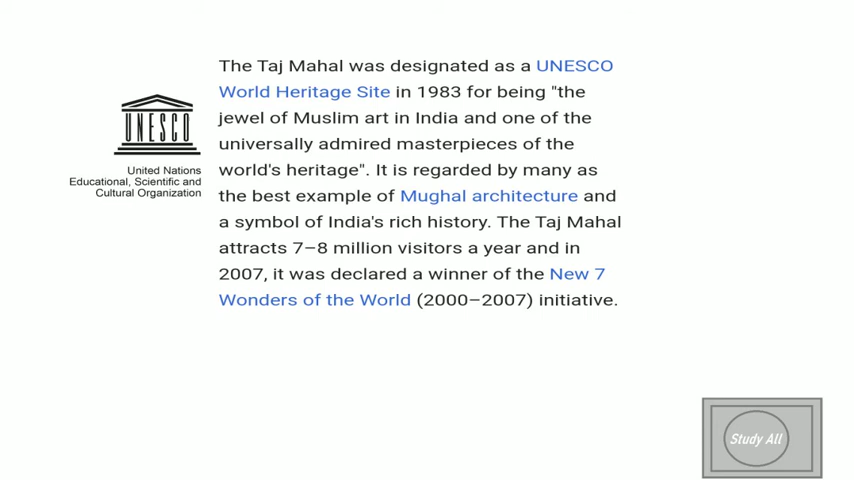 The Taj Mahal was designated as a UNESCO
World Heritage Site in 1983 for being "the
jewel of Muslim art in India and one of the
universally admired masterpieces of the
world's heritage". It is regarded by many as
the best example of Mughal architecture and
a symbol of India's rich history. The Taj Mahal
attracts 7–8 million visitors a year and in
2007, it was declared a winner of the New 7
Wonders of the World (2000–2007) initiative.
UNESCO
United Nations
Educational, Scientific and
Cultural Organization
Study All